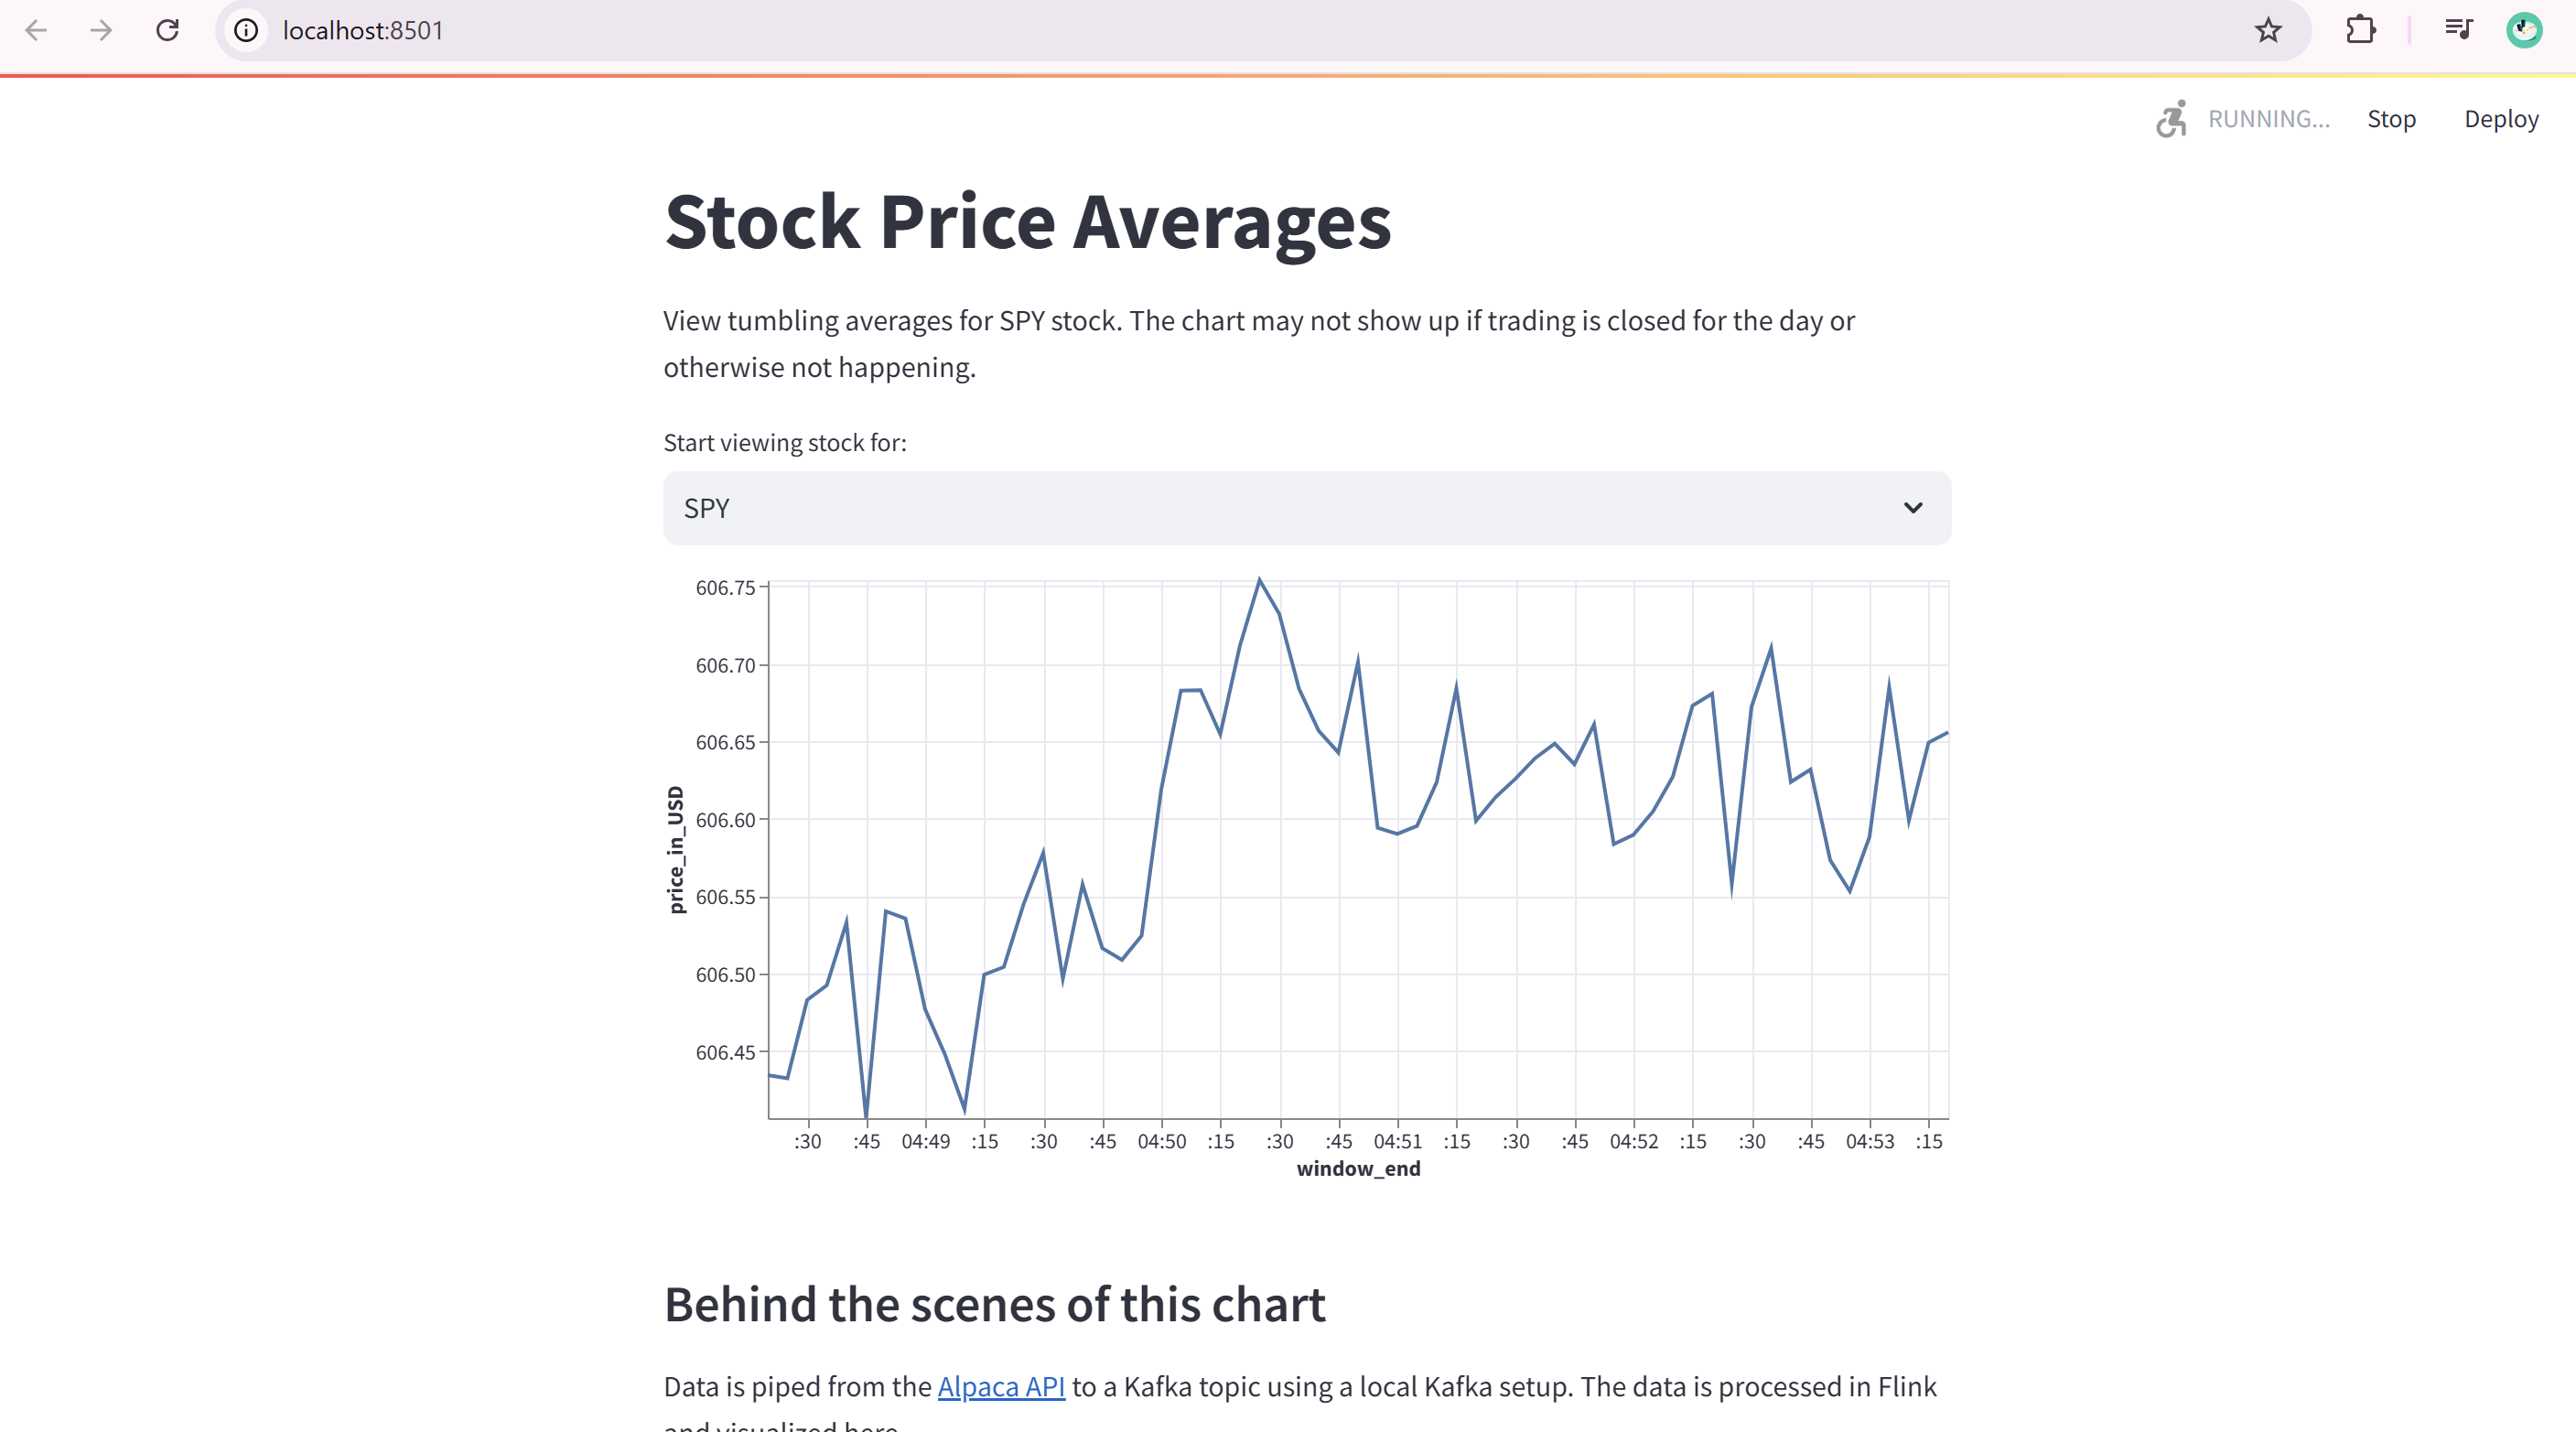 localhost:8501
RUNNING... Stop Deploy
Stock Price Averages
View tumbling averages for SPY stock. The chart may not show up if trading is closed for the day or
otherwise not happening.
Start viewing stock for:
SPY
606.75
606.70
606.65
606.60
606.55
606.50
606.45
price_in_USD
:30 :45 04:49 :15 :30 :45 04:50 :15 :30 :45 04:51 :15 :30 :45 04:52 :15 :30 :45 04:53 :15
window_end
Behind the scenes of this chart
Data is piped from the Alpaca API to a Kafka topic using a local Kafka setup. The data is processed in Flink
and visualized here